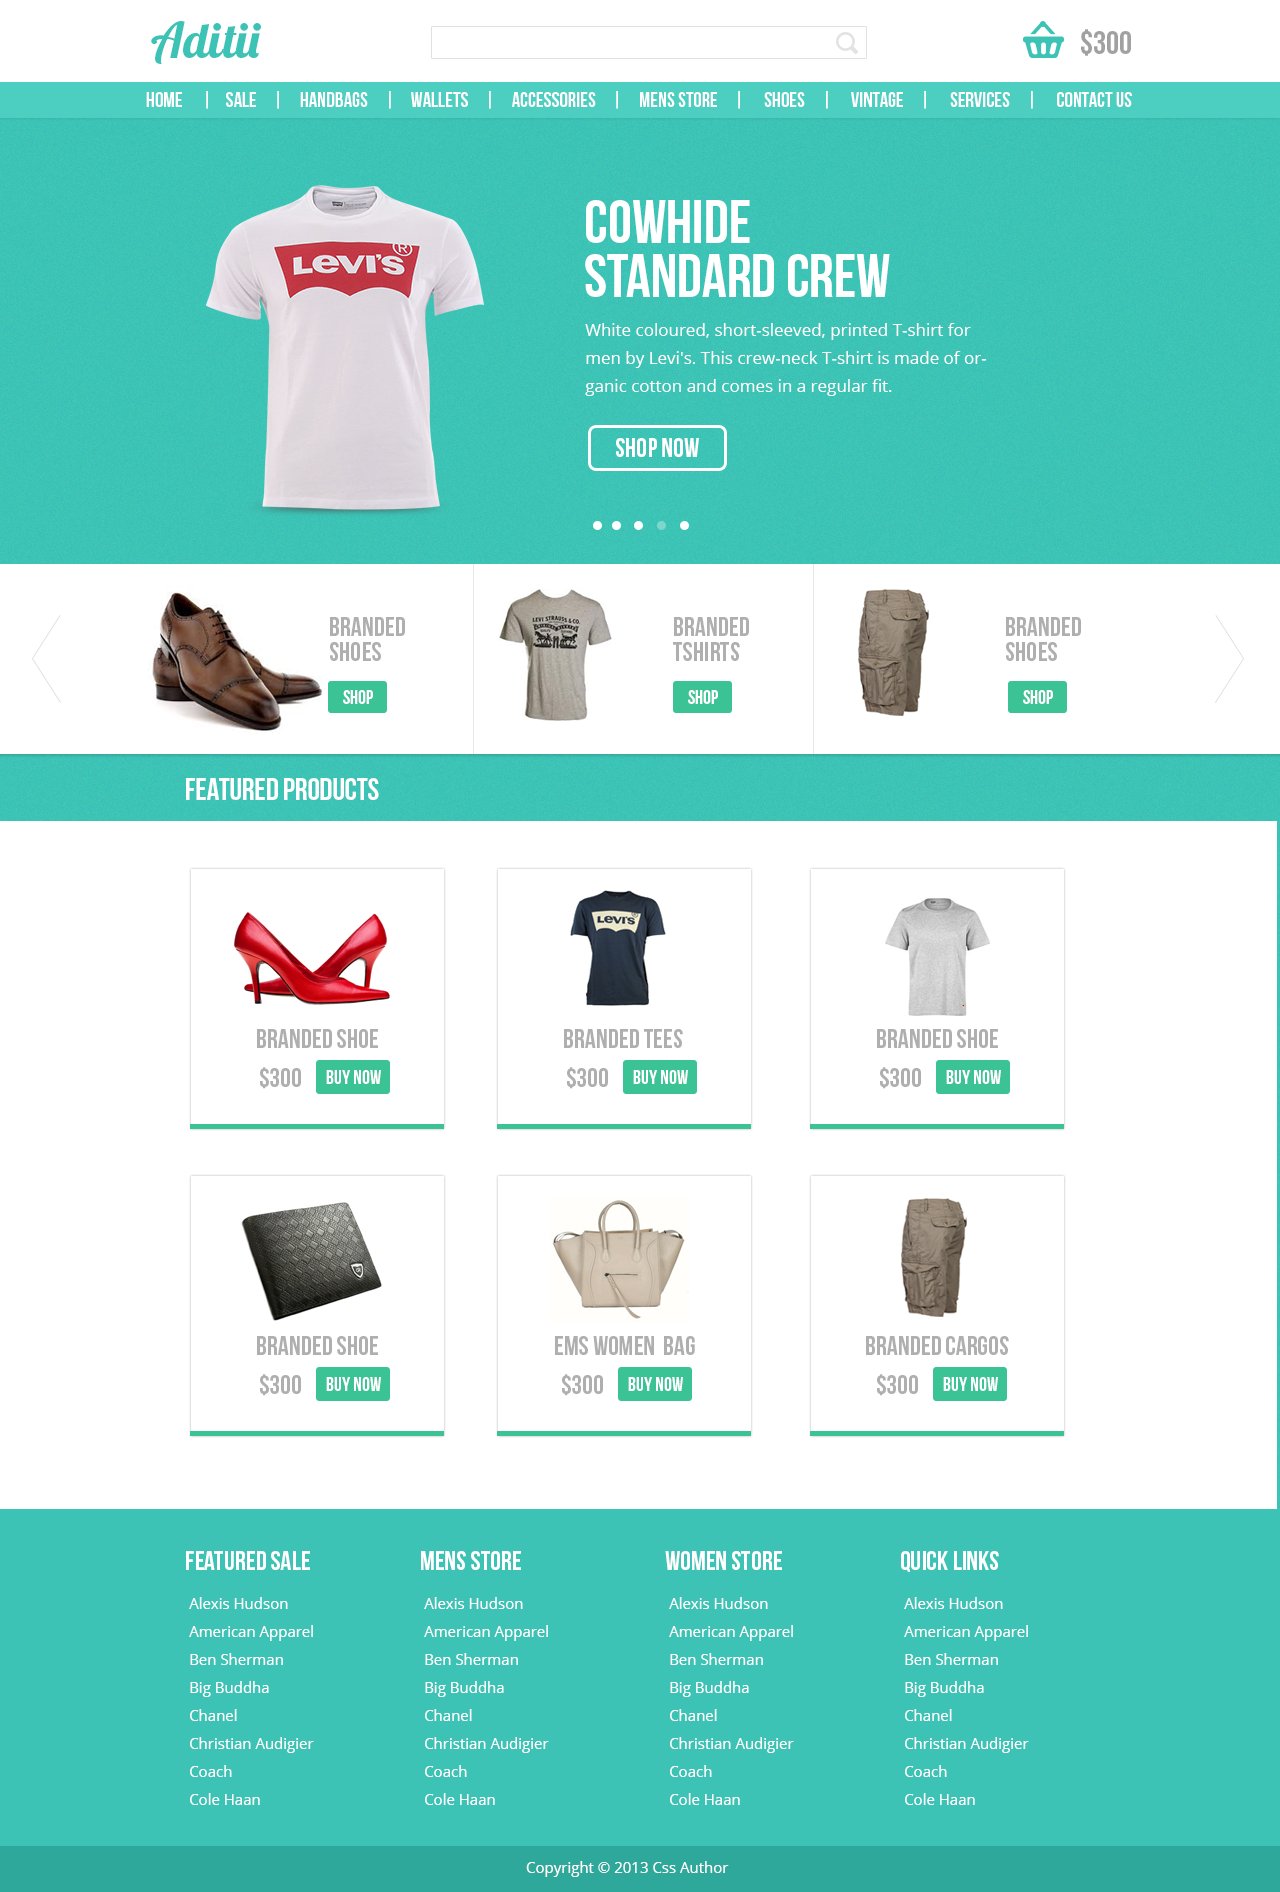 Aditii
$300
HOME | SALE | HANDBAGS | WALLETS | ACCESSORIES | MENS STORE | SHOES | VINTAGE | SERVICES | CONTACT US
LEVI'S ®
COWHIDE
STANDARD CREW
White coloured, short-sleeved, printed T-shirt for
men by Levi's. This crew-neck T-shirt is made of or-
ganic cotton and comes in a regular fit.
SHOP NOW
BRANDED
SHOES
SHOP
LEVI STRAUSS & CO.
BRANDED
TSHIRTS
SHOP
BRANDED
SHOES
SHOP
FEATURED PRODUCTS
BRANDED SHOE
$300 BUY NOW
LEVI'S
BRANDED TEES
$300 BUY NOW
BRANDED SHOE
$300 BUY NOW
BRANDED SHOE
$300 BUY NOW
EMS WOMEN BAG
$300 BUY NOW
BRANDED CARGOS
$300 BUY NOW
FEATURED SALE
Alexis Hudson
American Apparel
Ben Sherman
Big Buddha
Chanel
Christian Audigier
Coach
Cole Haan
MENS STORE
Alexis Hudson
American Apparel
Ben Sherman
Big Buddha
Chanel
Christian Audigier
Coach
Cole Haan
WOMEN STORE
Alexis Hudson
American Apparel
Ben Sherman
Big Buddha
Chanel
Christian Audigier
Coach
Cole Haan
QUICK LINKS
Alexis Hudson
American Apparel
Ben Sherman
Big Buddha
Chanel
Christian Audigier
Coach
Cole Haan
Copyright © 2013 Css Author